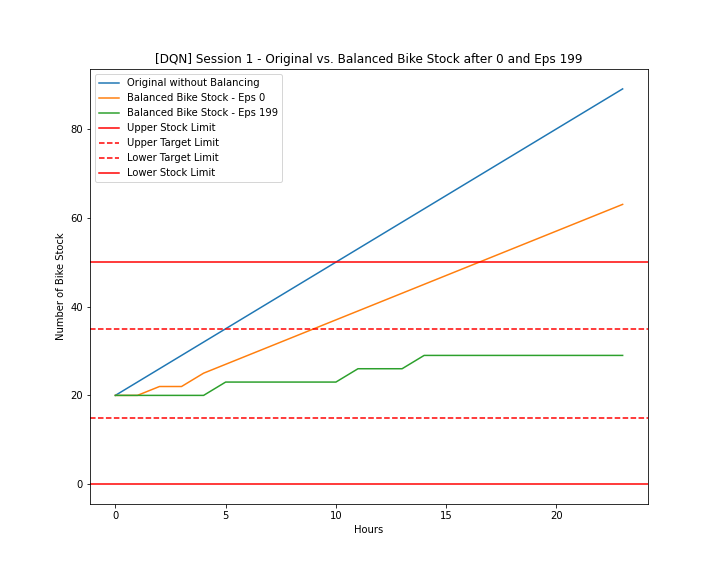 [DQN] Session 1 - Original vs. Balanced Bike Stock after 0 and Eps 199
Original without Balancing
Balanced Bike Stock - Eps 0
Balanced Bike Stock - Eps 199
Upper Stock Limit
Upper Target Limit
Lower Target Limit
Lower Stock Limit
Number of Bike Stock
80
60
40
20
0
0 5 10 15 20
Hours